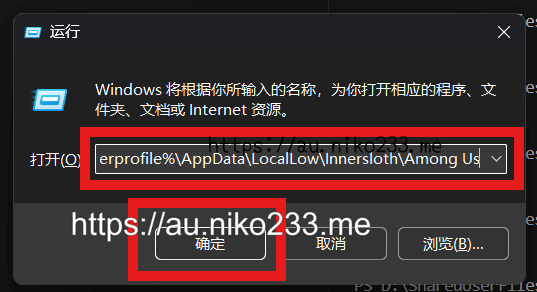 运行
Windows 将根据你所输入的名称，为你打开相应的程序、文
件夹、文档或 Internet 资源。
https://au.niko233.me
打开(O)
erprofile%\AppData\LocalLow\Innersloth\Among Us
https://au.niko233.me
确定
取消
浏览(B)...
PS D:\SharedUserFiles